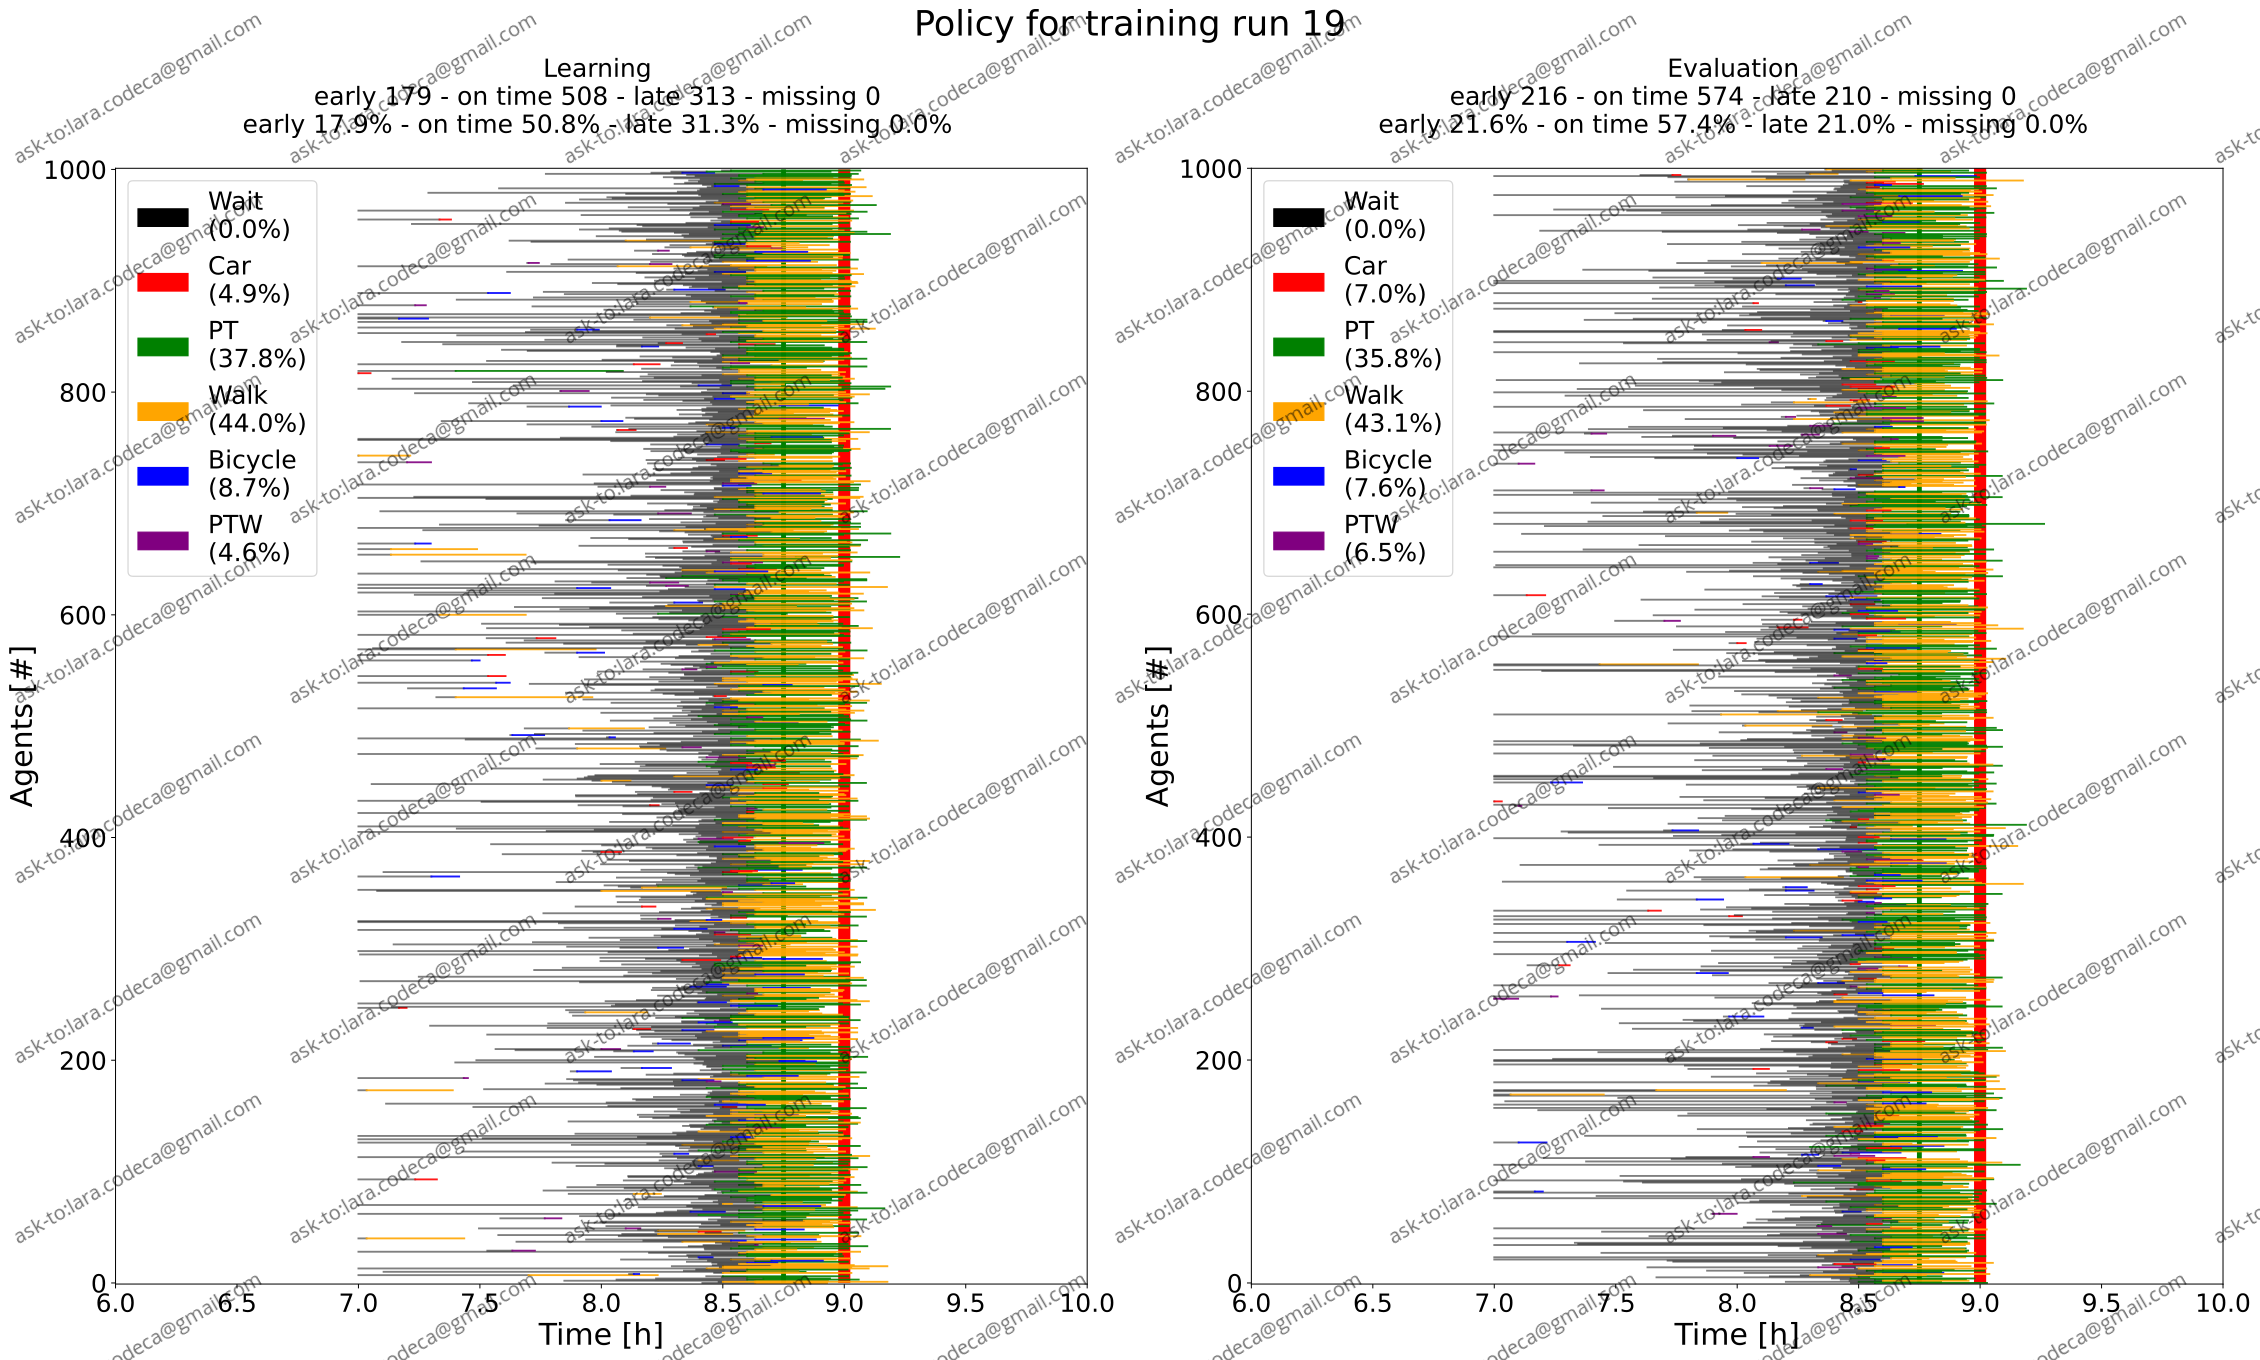 Policy for training run 19
Learning
early 179 - on time 508 - late 313 - missing 0
early 17.9% - on time 50.8% - late 31.3% - missing 0.0%
Agents [#]
1000
800
600
400
200
0
Wait
(0.0%)
Car
(4.9%)
PT
(37.8%)
Walk
(44.0%)
Bicycle
(8.7%)
PTW
(4.6%)
6.0 6.5 7.0 7.5 8.0 8.5 9.0 9.5 10.0
Time [h]
Evaluation
early 216 - on time 574 - late 210 - missing 0
early 21.6% - on time 57.4% - late 21.0% - missing 0.0%
Agents [#]
1000
800
600
400
200
0
Wait
(0.0%)
Car
(7.0%)
PT
(35.8%)
Walk
(43.1%)
Bicycle
(7.6%)
PTW
(6.5%)
6.0 6.5 7.0 7.5 8.0 8.5 9.0 9.5 10.0
Time [h]
ask-to:lara.codeca@gmail.com